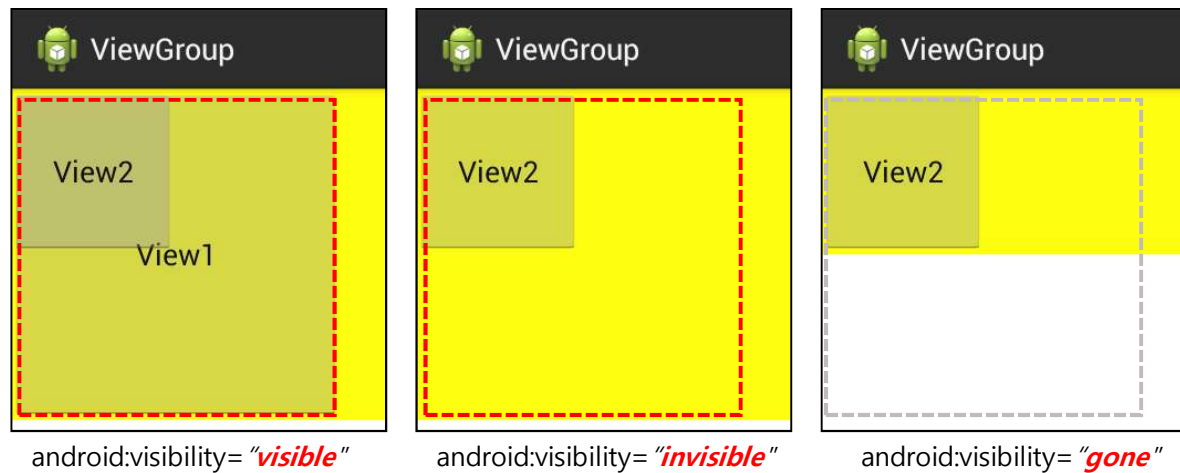 ViewGroup
View2
View1
android:visibility="visible"
ViewGroup
View2
android:visibility="invisible"
ViewGroup
View2
android:visibility="gone"